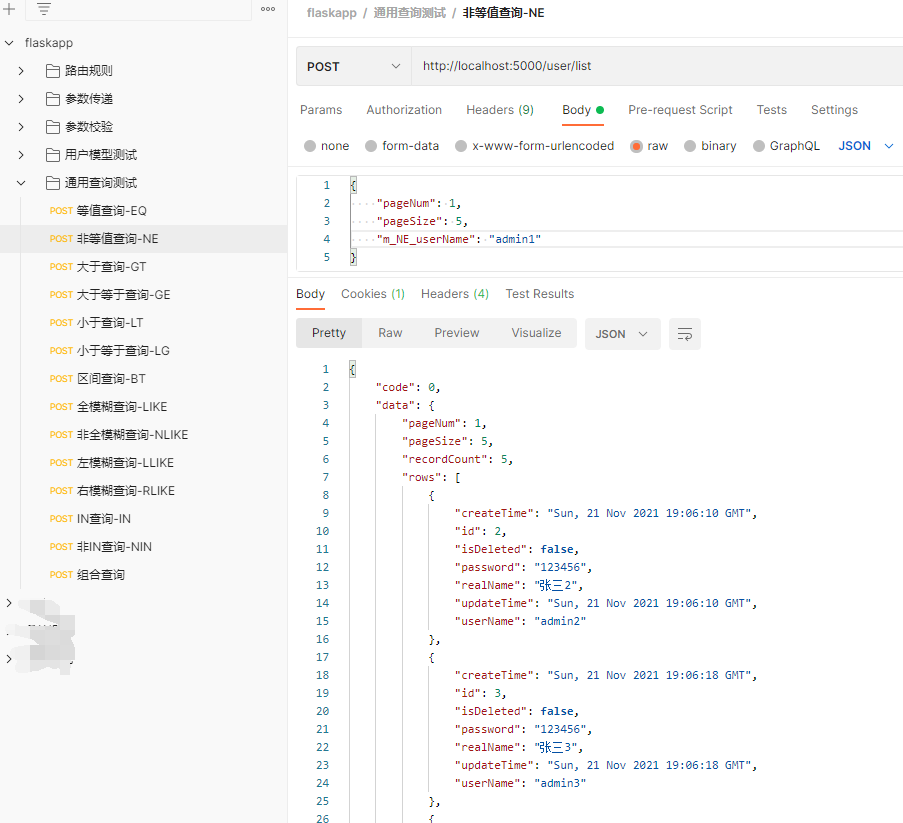 flaskapp
路由规则
参数传递
参数校验
用户模型测试
通用查询测试
POST 等值查询-EQ
POST 非等值查询-NE
POST 大于查询-GT
POST 大于等于查询-GE
POST 小于查询-LT
POST 小于等于查询-LG
POST 区间查询-BT
POST 全模糊查询-LIKE
POST 非全模糊查询-NLIKE
POST 左模糊查询-LLIKE
POST 右模糊查询-RLIKE
POST IN查询-IN
POST 非IN查询-NIN
POST 组合查询
flaskapp / 通用查询测试 / 非等值查询-NE
POST http://localhost:5000/user/list
Params Authorization Headers (9) Body Pre-request Script Tests Settings
none form-data x-www-form-urlencoded raw binary GraphQL JSON
1 {
2 "pageNum": 1,
3 "pageSize": 5,
4 "m_NE_userName": "admin1"
5 }
Body Cookies (1) Headers (4) Test Results
Pretty Raw Preview Visualize JSON
1 {
2 "code": 0,
3 "data": {
4 "pageNum": 1,
5 "pageSize": 5,
6 "recordCount": 5,
7 "rows": [
8 {
9 "createTime": "Sun, 21 Nov 2021 19:06:10 GMT",
10 "id": 2,
11 "isDeleted": false,
12 "password": "123456",
13 "realName": "张三2",
14 "updateTime": "Sun, 21 Nov 2021 19:06:10 GMT",
15 "userName": "admin2"
16 },
17 {
18 "createTime": "Sun, 21 Nov 2021 19:06:18 GMT",
19 "id": 3,
20 "isDeleted": false,
21 "password": "123456",
22 "realName": "张三3",
23 "updateTime": "Sun, 21 Nov 2021 19:06:18 GMT",
24 "userName": "admin3"
25 },
26 {